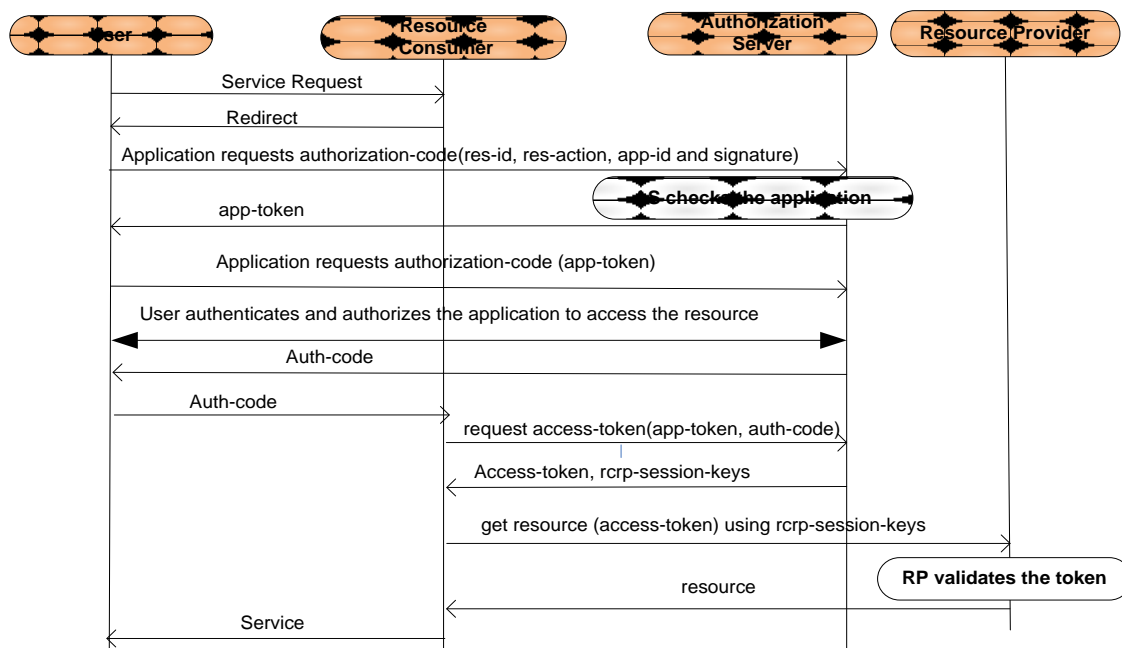 User
Resource
Consumer
Authorization
Server
Resource Provider
Service Request
Redirect
Application requests authorization-code(res-id, res-action, app-id and signature)
S checks the application
app-token
Application requests authorization-code (app-token)
User authenticates and authorizes the application to access the resource
Auth-code
Auth-code
request access-token(app-token, auth-code)
Access-token, rcrp-session-keys
get resource (access-token) using rcrp-session-keys
RP validates the token
resource
Service